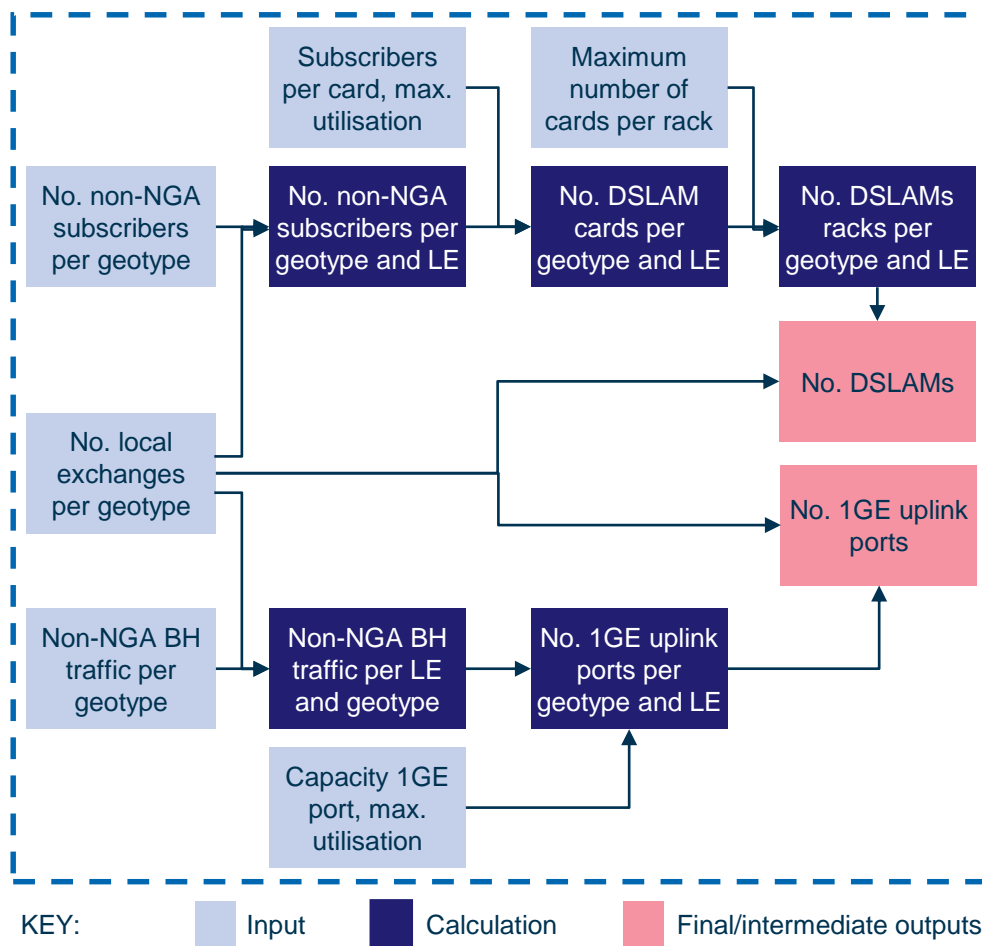 Subscribers
per card, max.
utilisation
Maximum
number of
cards per rack
No. non-NGA
subscribers
per geotype
No. non-NGA
subscribers per
geotype and LE
No. DSLAM
cards per
geotype and LE
No. DSLAMs
racks per
geotype and LE
No. DSLAMs
No. local
exchanges
per geotype
No. 1GE uplink
ports
Non-NGA BH
traffic per
geotype
Non-NGA BH
traffic per LE
and geotype
No. 1GE uplink
ports per
geotype and LE
Capacity 1GE
port, max.
utilisation
KEY:
Input
Calculation
Final/intermediate outputs